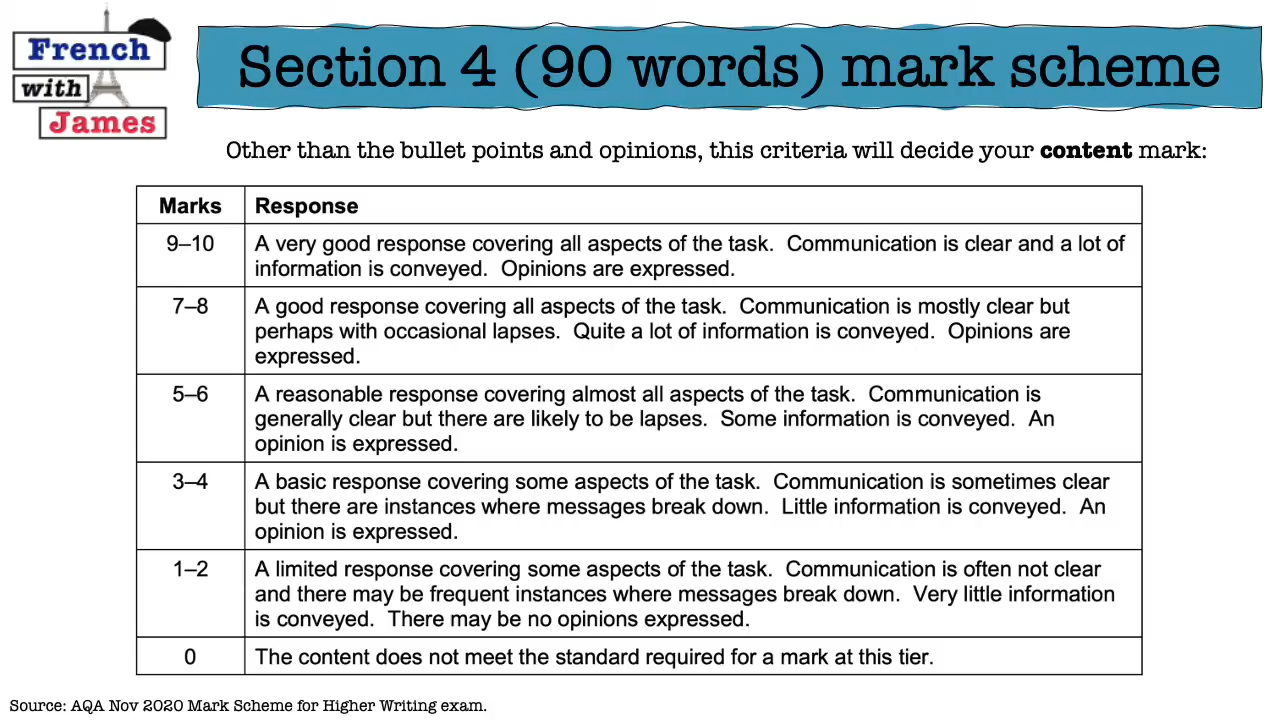 French
with
James
Section 4 (90 words) mark scheme
Other than the bullet points and opinions, this criteria will decide your content mark:
Marks Response
9–10 A very good response covering all aspects of the task. Communication is clear and a lot of
information is conveyed. Opinions are expressed.
7–8 A good response covering all aspects of the task. Communication is mostly clear but
perhaps with occasional lapses. Quite a lot of information is conveyed. Opinions are
expressed.
5–6 A reasonable response covering almost all aspects of the task. Communication is
generally clear but there are likely to be lapses. Some information is conveyed. An
opinion is expressed.
3–4 A basic response covering some aspects of the task. Communication is sometimes clear
but there are instances where messages break down. Little information is conveyed. An
opinion is expressed.
1–2 A limited response covering some aspects of the task. Communication is often not clear
and there may be frequent instances where messages break down. Very little information
is conveyed. There may be no opinions expressed.
0 The content does not meet the standard required for a mark at this tier.
Source: AQA Nov 2020 Mark Scheme for Higher Writing exam.